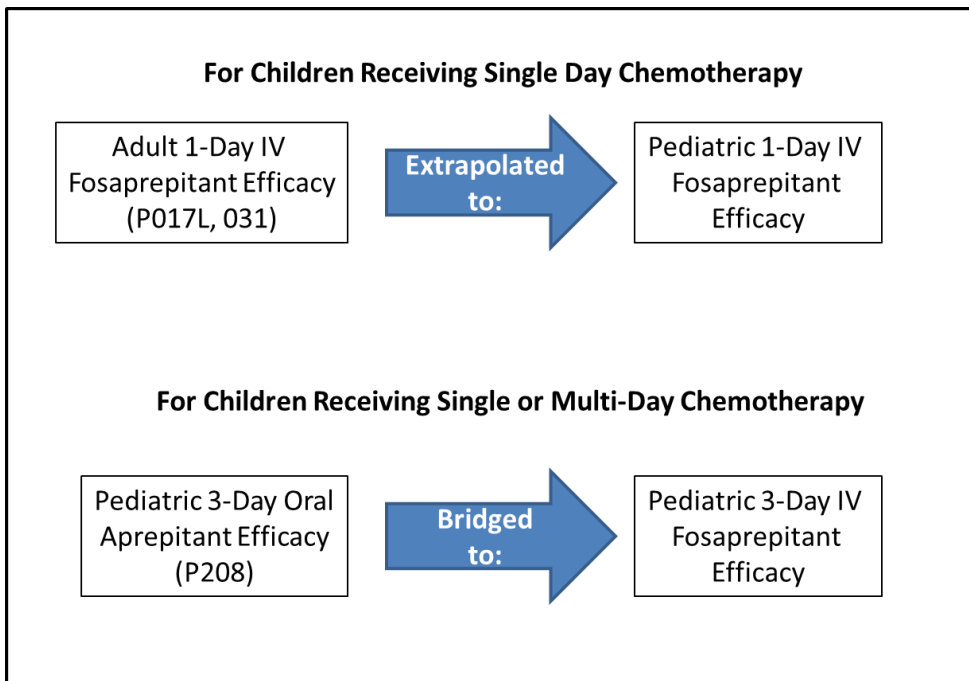 For Children Receiving Single Day Chemotherapy
Adult 1-Day IV
Fosaprepitant Efficacy
(P017L, 031)
Extrapolated
to:
Pediatric 1-Day IV
Fosaprepitant
Efficacy
For Children Receiving Single or Multi-Day Chemotherapy
Pediatric 3-Day Oral
Aprepitant Efficacy
(P208)
Bridged
to:
Pediatric 3-Day IV
Fosaprepitant
Efficacy